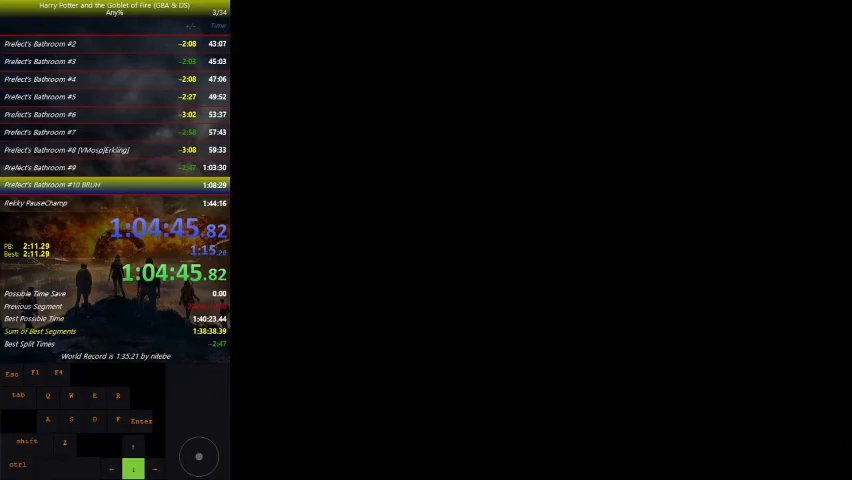 Harry Potter and the Goblet of Fire (GBA & DS)
Any% 3/34
+/- Time
Prefect's Bathroom #2 −2:08 43:07
Prefect's Bathroom #3 −2:03 45:03
Prefect's Bathroom #4 −2:08 47:06
Prefect's Bathroom #5 −2:27 49:52
Prefect's Bathroom #6 −3:02 53:37
Prefect's Bathroom #7 −2:58 57:43
Prefect's Bathroom #8 [VMosp|Erkling] −3:08 59:33
Prefect's Bathroom #9 −2:47 1:03:30
Prefect's Bathroom #10 BRUH 1:08:29
Rekky PauseChamp 1:44:16
1:04:45.82
PB: 2:11.29 1:15.28
Best: 2:11.29
1:04:45.82
Possible Time Save 0.00
Previous Segment
Best Possible Time 1:40:23.44
Sum of Best Segments 1:38:38.39
Best Split Times −2:47
World Record is 1:35:21 by nitebe
Esc F1 F4
tab Q W E R
A S D F Enter
shift Z ↑
ctrl ← ↓ →